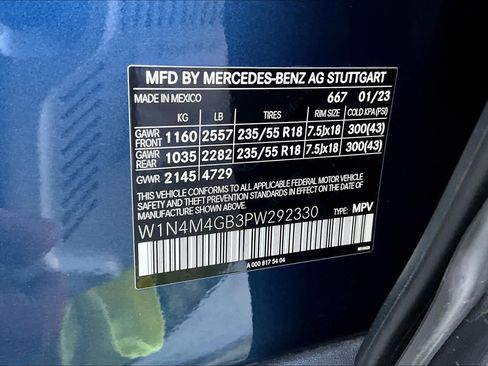 MFD BY MERCEDES-BENZ AG STUTTGART
MADE IN MEXICO 667 01/23
KG LB TIRES RIM SIZE COLD KPA(PSI)
GAWR FRONT 1160 2557 235/55 R18 7.5Jx18 300(43)
GAWR REAR 1035 2282 235/55 R18 7.5Jx18 300(43)
GVWR 2145 4729
THIS VEHICLE CONFORMS TO ALL APPLICABLE FEDERAL MOTOR VEHICLE
SAFETY STANDARDS IN EFFECT ON THE DATE OF MANUFACTURE SHOWN ABOVE.
W1N4M4GB3PW292330 TYPE: MPV
A 000 817 54 04